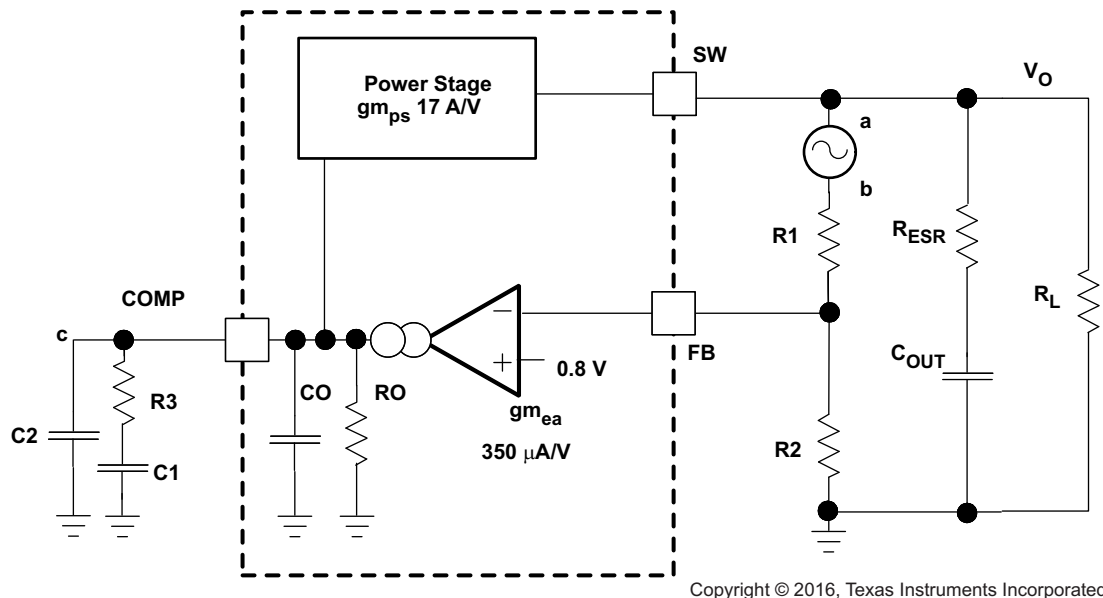 SW
Power Stage
gmps 17 A/V
VO
a
b
R1
RESR
RL
COMP
c
R3
C2
C1
CO
RO
0.8 V
FB
gmea
350 μA/V
COUT
R2
Copyright © 2016, Texas Instruments Incorporated